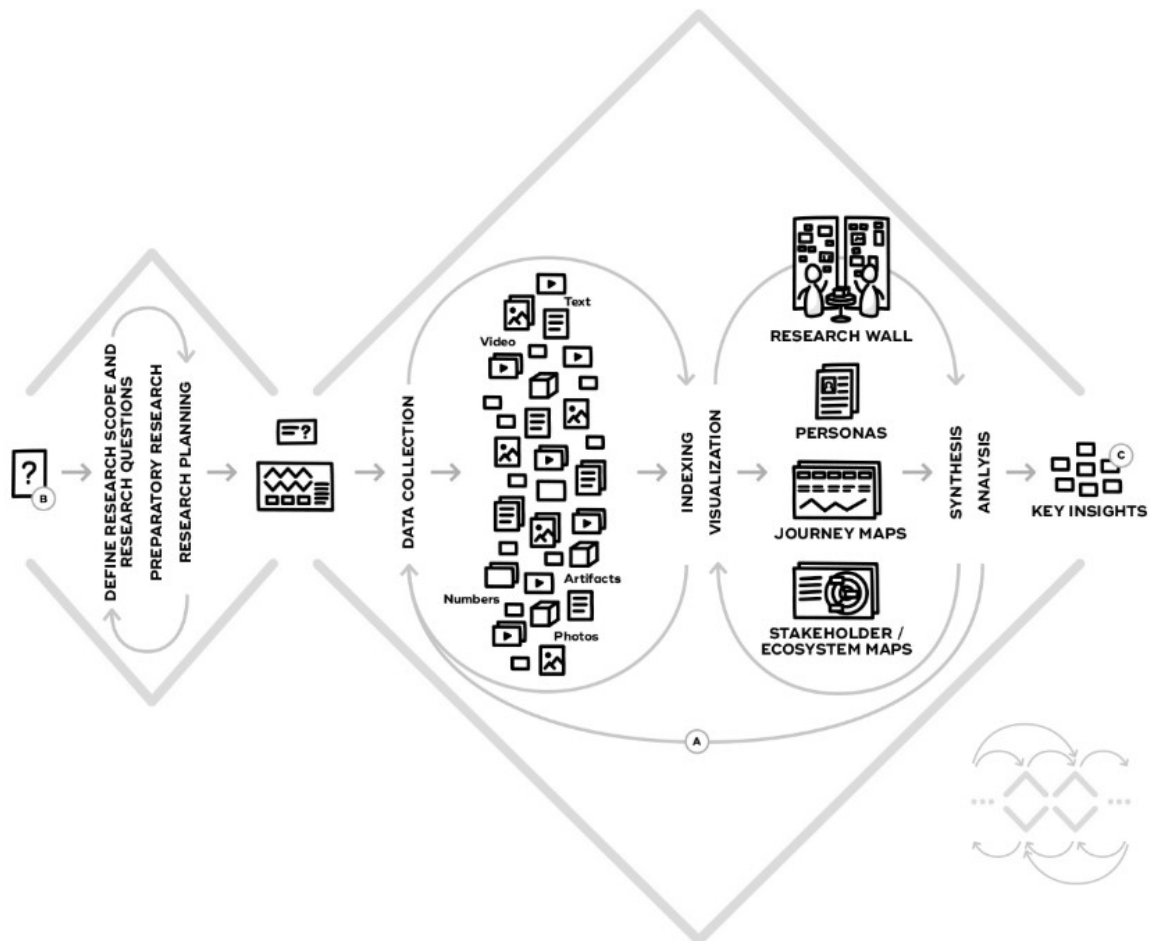 ?
B
DEFINE RESEARCH SCOPE AND
RESEARCH QUESTIONS
PREPARATORY RESEARCH
RESEARCH PLANNING
?
DATA COLLECTION
Text
Video
Artifacts
Numbers
Photos
INDEXING
VISUALIZATION
RESEARCH WALL
PERSONAS
JOURNEY MAPS
STAKEHOLDER /
ECOSYSTEM MAPS
SYNTHESIS
ANALYSIS
C
KEY INSIGHTS
A
...
...